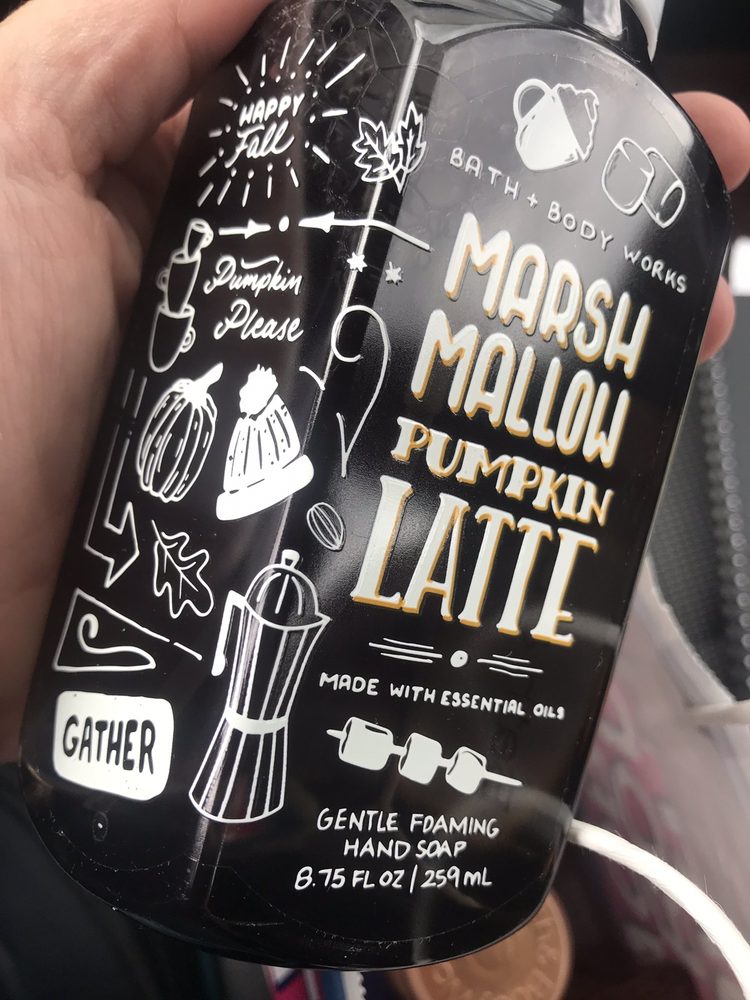 HAPPY
Fall
Pumpkin
Please
GATHER
BATH + BODY WORKS
MARSH
MALLOW
PUMPKIN
LATTE
MADE WITH ESSENTIAL OILS
GENTLE FOAMING
HAND SOAP
8.75 FL OZ | 259 mL